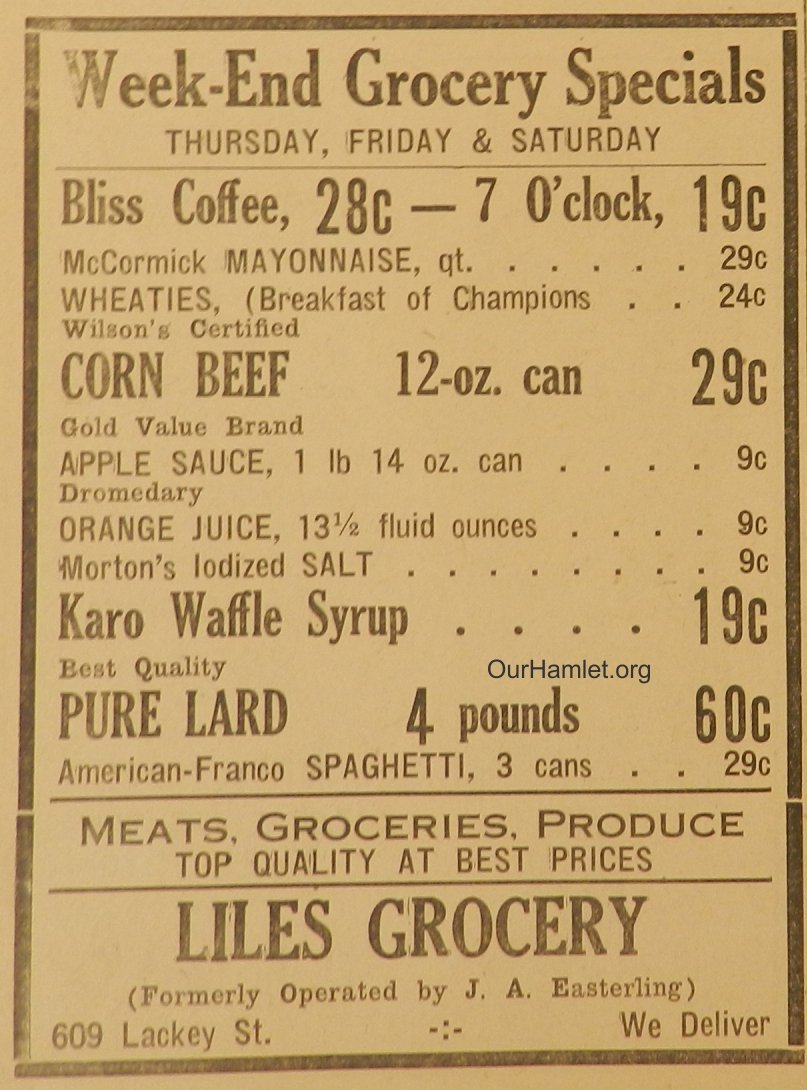 Week-End Grocery Specials
THURSDAY, FRIDAY & SATURDAY
Bliss Coffee, 28c — 7 O'clock, 19c
McCormick MAYONNAISE, qt. . . . . . . 29c
WHEATIES, (Breakfast of Champions . . 24c
Wilson's Certified
CORN BEEF 12-oz. can 29c
Gold Value Brand
APPLE SAUCE, 1 lb 14 oz. can . . . . 9c
Dromedary
ORANGE JUICE, 13½ fluid ounces . . . . 9c
Morton's Iodized SALT . . . . . . . . 9c
Karo Waffle Syrup . . . . 19c
Best Quality
OurHamlet.org
PURE LARD 4 pounds 60c
American-Franco SPAGHETTI, 3 cans . . 29c
MEATS, GROCERIES, PRODUCE
TOP QUALITY AT BEST PRICES
LILES GROCERY
(Formerly Operated by J. A. Easterling)
609 Lackey St. -:- We Deliver